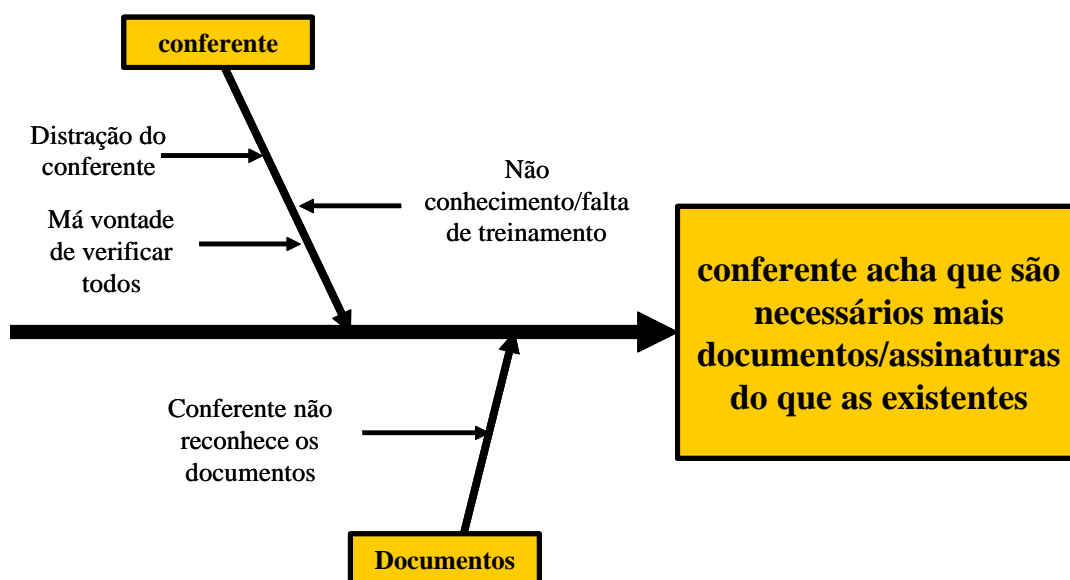 conferente
Distração do
conferente
Má vontade
de verificar
todos
Não
conhecimento/falta
de treinamento
conferente acha que são
necessários mais
documentos/assinaturas
do que as existentes
Conferente não
reconhece os
documentos
Documentos